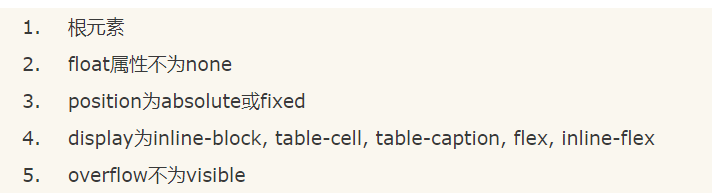 1. 根元素
2. float属性不为none
3. position为absolute或fixed
4. display为inline-block, table-cell, table-caption, flex, inline-flex
5. overflow不为visible